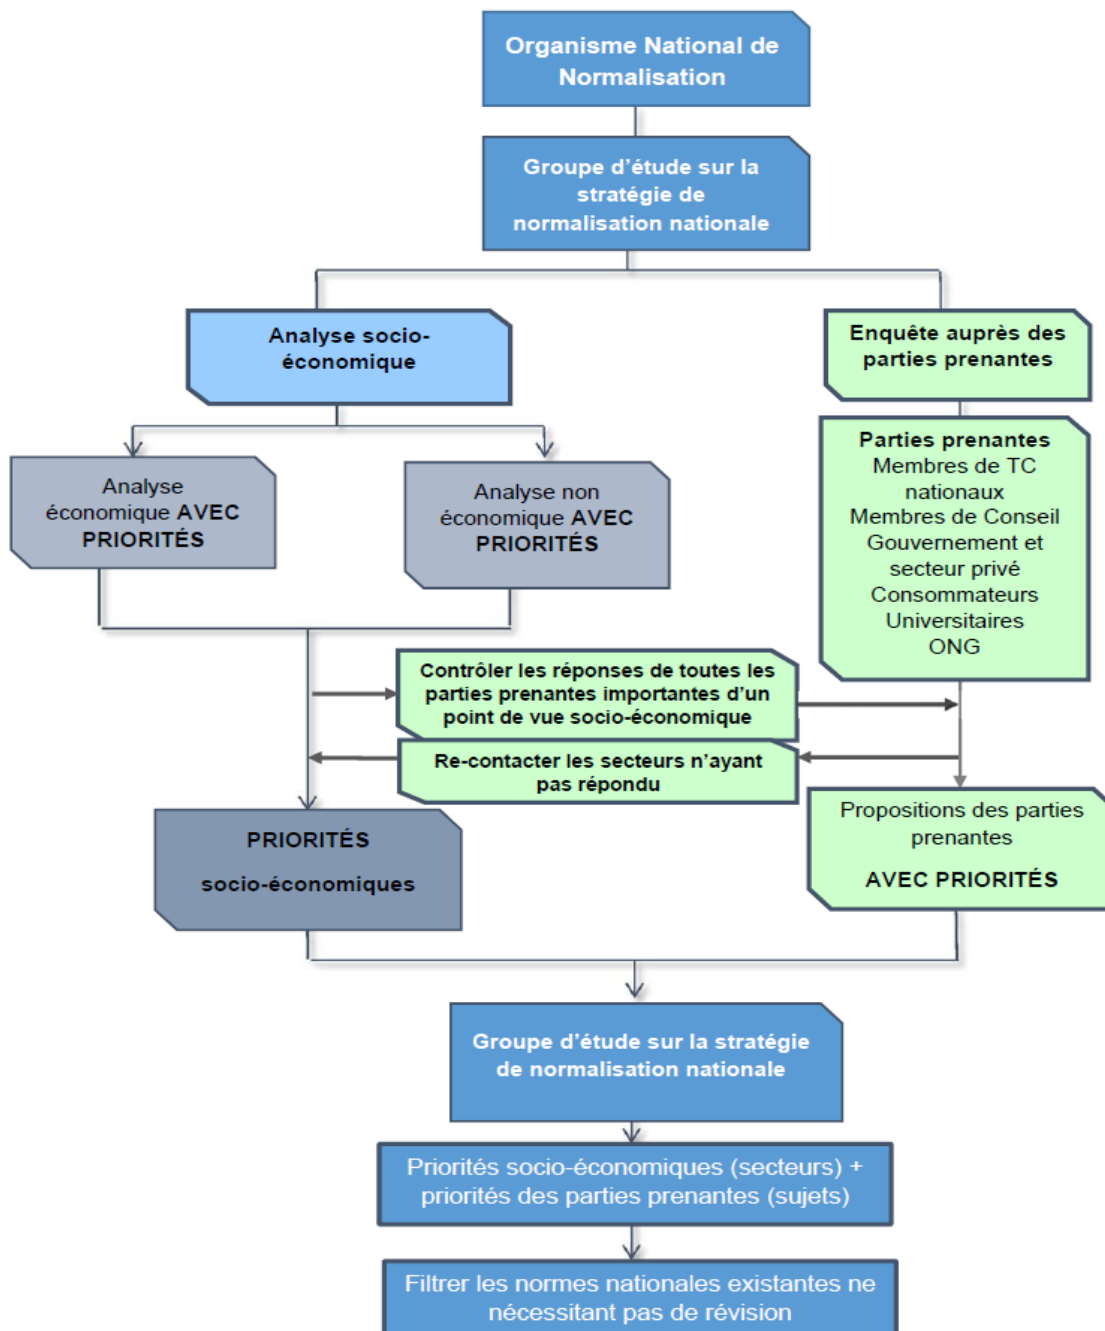 Organisme National de
Normalisation
Groupe d'étude sur la
stratégie de
normalisation nationale
Analyse socio-
économique
Enquête auprès des
parties prenantes
Analyse
économique AVEC
PRIORITÉS
Analyse non
économique AVEC
PRIORITÉS
Parties prenantes
Membres de TC
nationaux
Membres de Conseil
Gouvernement et
secteur privé
Consommateurs
Universitaires
ONG
Contrôler les réponses de toutes les
parties prenantes importantes d'un
point de vue socio-économique
Re-contacter les secteurs n'ayant
pas répondu
PRIORITÉS
socio-économiques
Propositions des parties
prenantes
AVEC PRIORITÉS
Groupe d'étude sur la stratégie
de normalisation nationale
Priorités socio-économiques (secteurs) +
priorités des parties prenantes (sujets)
Filtrer les normes nationales existantes ne
nécessitant pas de révision